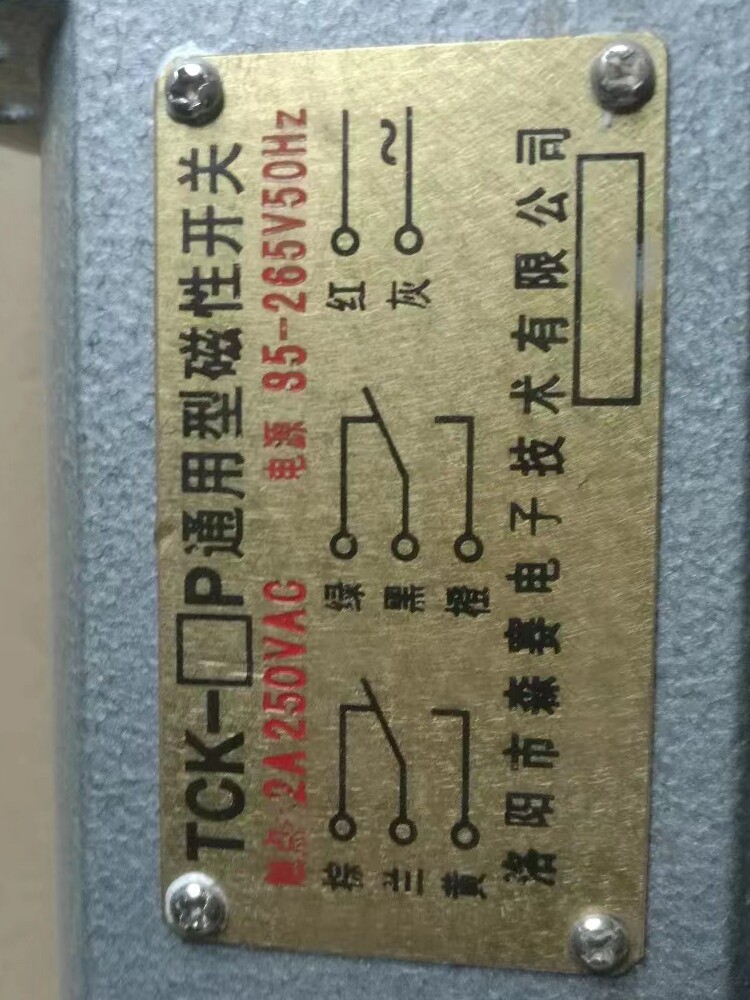 TCK-□P通用型磁性开关
触点 2A 250VAC 电源 95-265V50Hz
棕 绿 红
兰 黑 灰 ~
黄 橙
洛阳市森赛电子技术有限公司